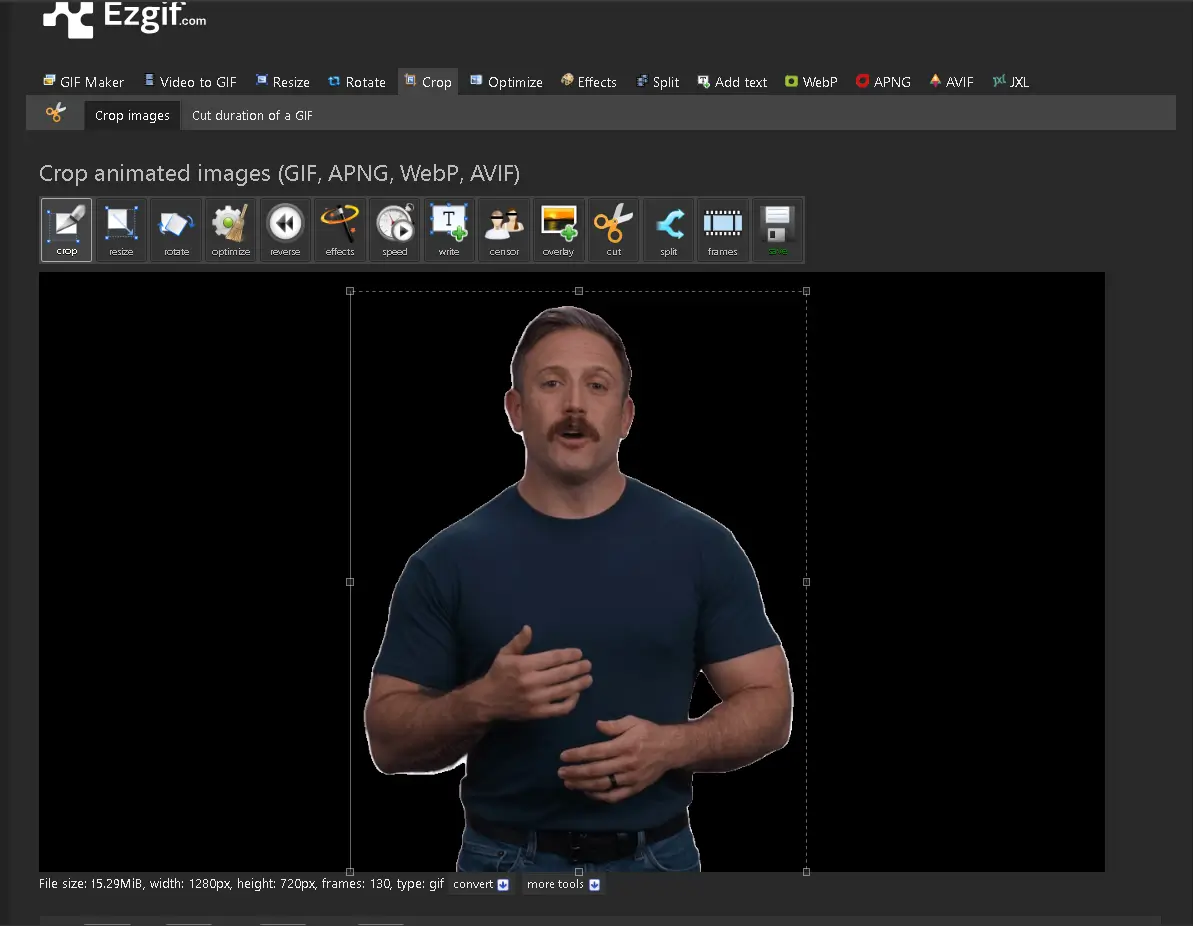 Ezgif.com
GIF Maker Video to GIF Resize Rotate Crop Optimize Effects Split Add text WebP APNG AVIF JXL
Crop images Cut duration of a GIF
Crop animated images (GIF, APNG, WebP, AVIF)
T
crop resize rotate optimize reverse effects speed write censor overlay cut split frames save
File size: 15.29MiB, width: 1280px, height: 720px, frames: 130, type: gif convert more tools